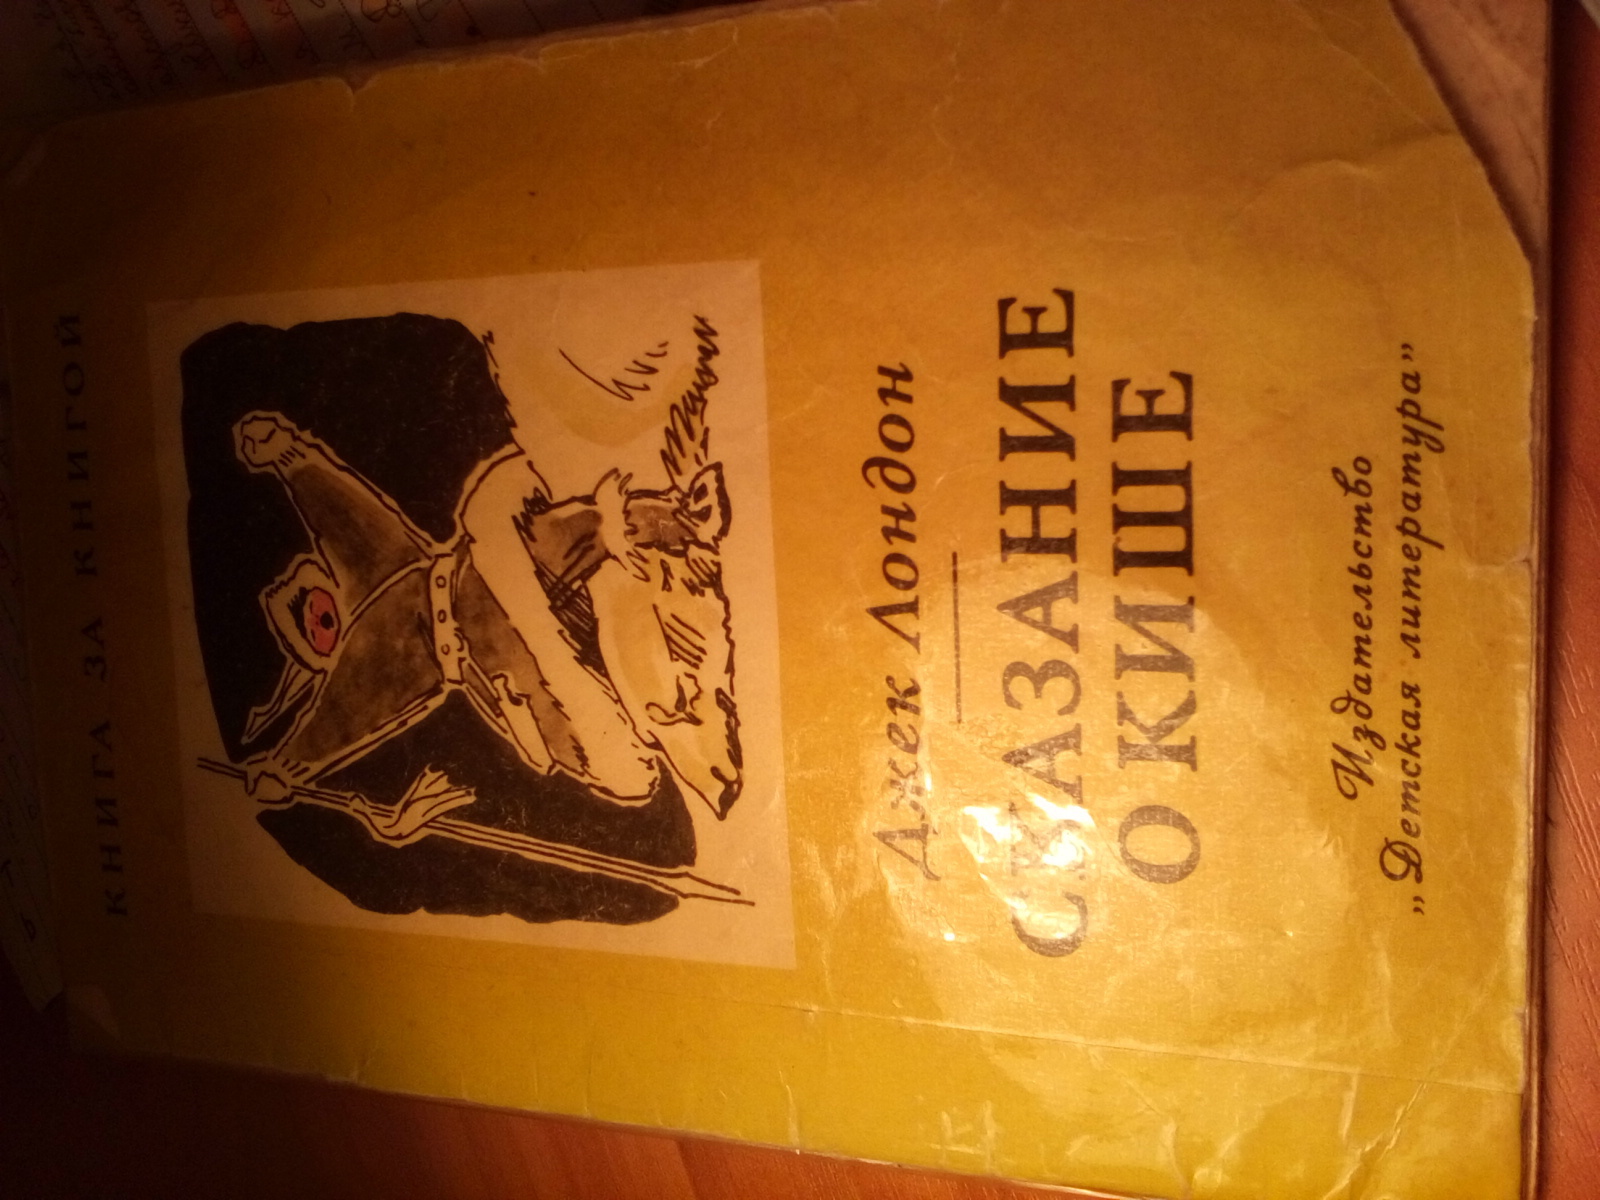 КНИГА ЗА КНИГОЙ
Джек Лондон
СКАЗАНИЕ
О КИШЕ
Издательство
„Детская литература”